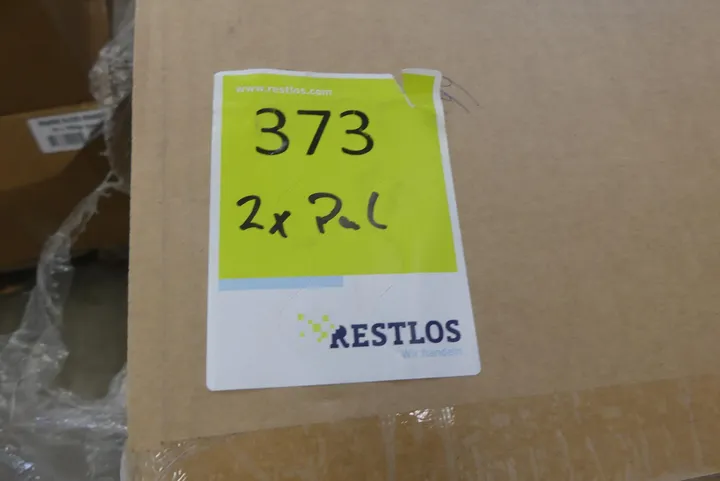 www.restlos.com
373
2x Pal
RESTLOS
Wir handeln